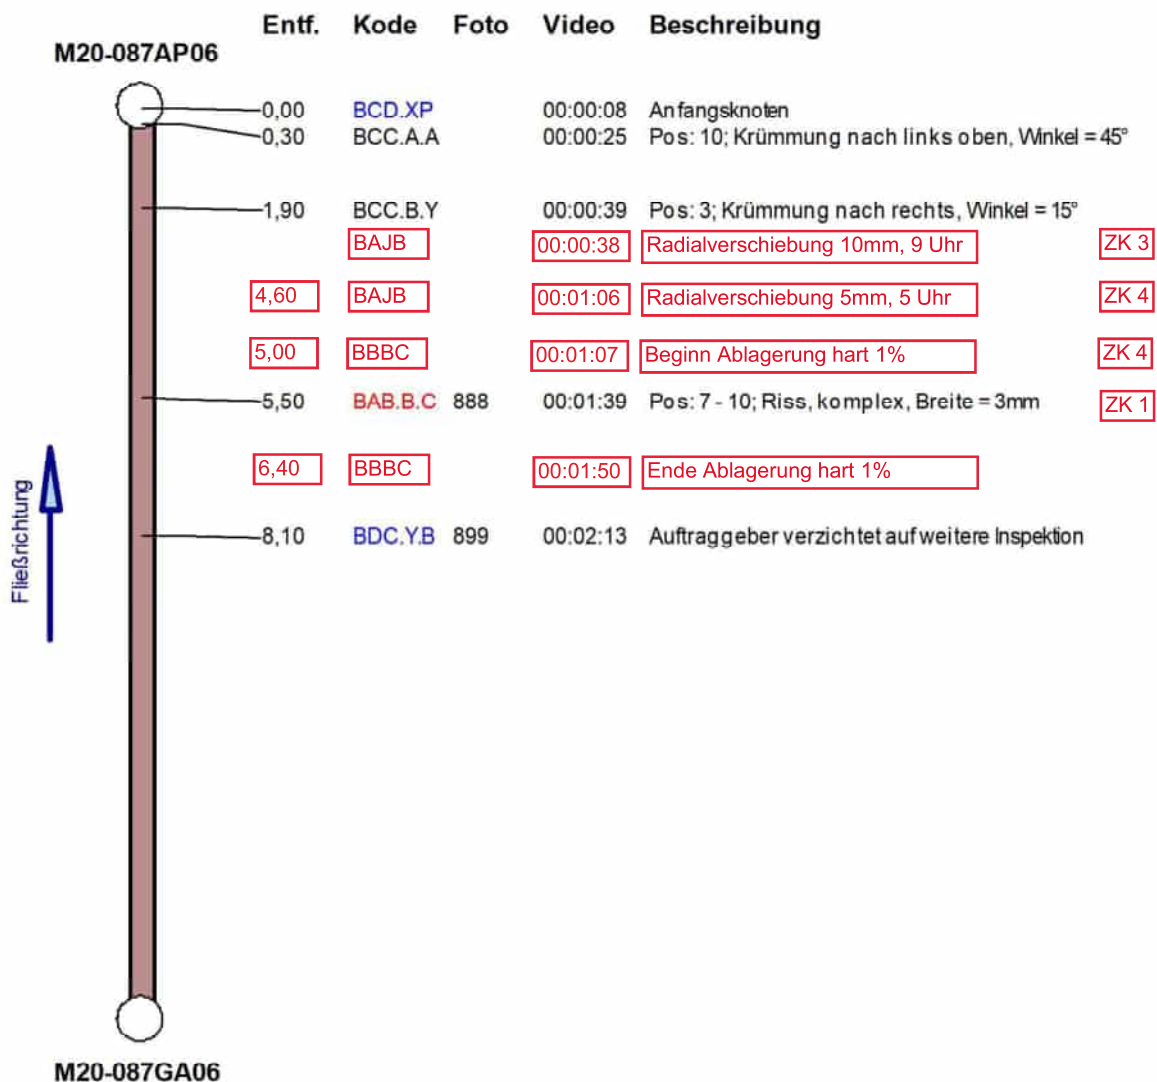 Entf. Kode Foto Video Beschreibung
M20-087AP06
0,00 BCD.XP 00:00:08 Anfangsknoten
0,30 BCC.A.A 00:00:25 Pos: 10; Krümmung nach links oben, Winkel = 45°
1,90 BCC.B.Y 00:00:39 Pos: 3; Krümmung nach rechts, Winkel = 15°
BAJB 00:00:38 Radialverschiebung 10mm, 9 Uhr ZK 3
4,60 BAJB 00:01:06 Radialverschiebung 5mm, 5 Uhr ZK 4
5,00 BBBC 00:01:07 Beginn Ablagerung hart 1% ZK 4
5,50 BAB.B.C 888 00:01:39 Pos: 7 - 10; Riss, komplex, Breite = 3mm ZK 1
6,40 BBBC 00:01:50 Ende Ablagerung hart 1%
8,10 BDC.Y.B 899 00:02:13 Auftraggeber verzichtet auf weitere Inspektion
Fließrichtung
M20-087GA06